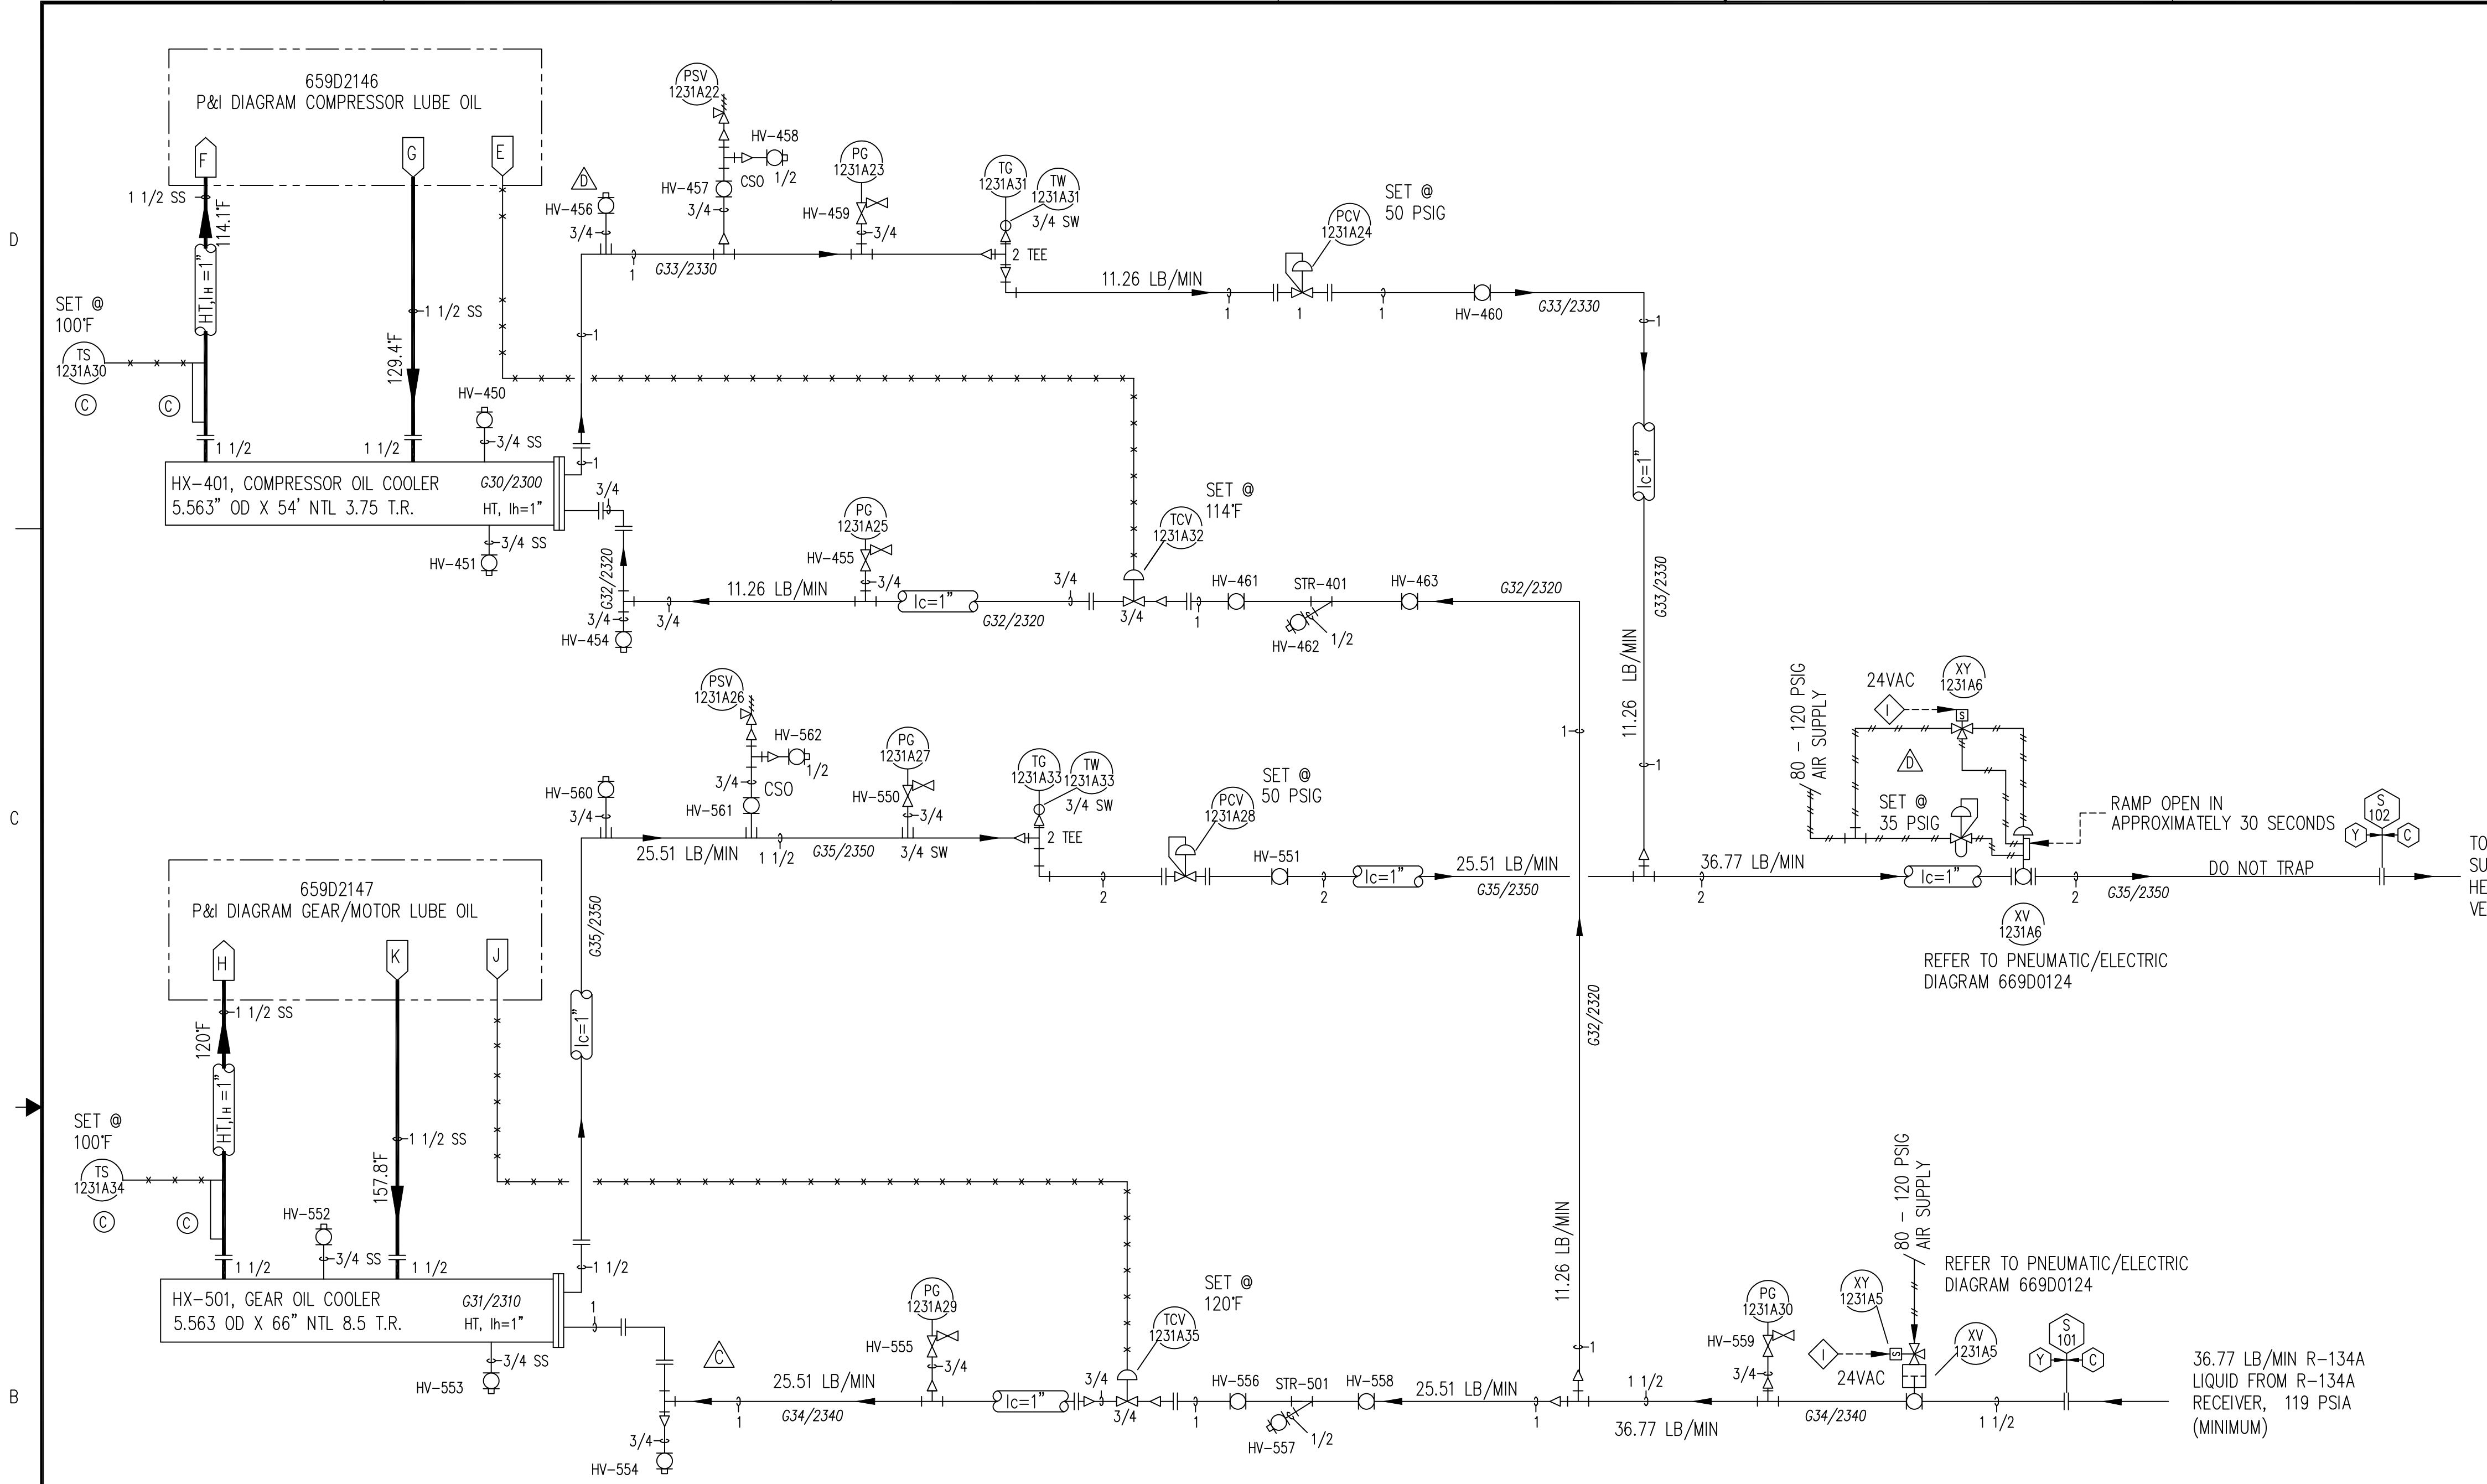 659D2146
P&I DIAGRAM COMPRESSOR LUBE OIL
F
G
E
1 1/2 SS
114.1°F
HT,IH =1"
SET @
100°F
TS
1231A30
C
C
129.4°F
1 1/2 SS
HV-450
3/4 SS
1 1/2
1 1/2
HX-401, COMPRESSOR OIL COOLER
5.563" OD X 54' NTL 3.75 T.R.
G30/2300
HT, Ih=1"
3/4 SS
HV-451
1
1
3/4
D
HV-456
3/4
1
G33/2330
PSV
1231A22
HV-458
1/2
CSO
HV-457
3/4
PG
1231A23
HV-459
3/4
TG
1231A31
TW
1231A31
3/4 SW
2 TEE
11.26 LB/MIN
1
PCV
1231A24
SET @
50 PSIG
1
1
HV-460
G33/2330
1
Ic=1"
G33/2330
11.26 LB/MIN
1
G32/2320
3/4
HV-454
3/4
11.26 LB/MIN
PG
1231A25
HV-455
3/4
Ic=1"
G32/2320
3/4
TCV
1231A32
SET @
114°F
3/4
1
HV-461
STR-401
HV-463
HV-462
1/2
G32/2320
1
659D2147
P&I DIAGRAM GEAR/MOTOR LUBE OIL
H
K
J
1 1/2 SS
120°F
HT,IH =1"
SET @
100°F
TS
1231A34
C
C
157.8°F
1 1/2 SS
HV-552
3/4 SS
1 1/2
1 1/2
HX-501, GEAR OIL COOLER
5.563 OD X 66" NTL 8.5 T.R.
G31/2310
HT, Ih=1"
3/4 SS
HV-553
1 1/2
1
Ic=1"
G35/2350
HV-560
3/4
25.51 LB/MIN
PSV
1231A26
HV-562
1/2
3/4
CSO
HV-561
1 1/2
G35/2350
PG
1231A27
HV-550
3/4
3/4 SW
TG
1231A33
TW
1231A33
3/4 SW
2 TEE
2
PCV
1231A28
SET @
50 PSIG
HV-551
2
Ic=1"
25.51 LB/MIN
G35/2350
36.77 LB/MIN
2
Ic=1"
80 - 120 PSIG
AIR SUPPLY
24VAC
I
XY
1231A6
S
D
SET @
35 PSIG
RAMP OPEN IN
APPROXIMATELY 30 SECONDS
XV
1231A6
2
G35/2350
DO NOT TRAP
S
102
Y
C
REFER TO PNEUMATIC/ELECTRIC
DIAGRAM 669D0124
TO
SU
HE
VE
G32/2320
11.26 LB/MIN
1
C
HV-554
3/4
1
25.51 LB/MIN
G34/2340
PG
1231A29
HV-555
3/4
Ic=1"
3/4
TCV
1231A35
SET @
120°F
3/4
1
HV-556
STR-501
HV-558
HV-557
1/2
25.51 LB/MIN
1
1 1/2
36.77 LB/MIN
PG
1231A30
HV-559
3/4
G34/2340
XY
1231A5
S
I
24VAC
XV
1231A5
80 - 120 PSIG
AIR SUPPLY
REFER TO PNEUMATIC/ELECTRIC
DIAGRAM 669D0124
1 1/2
S
101
Y
C
36.77 LB/MIN R-134A
LIQUID FROM R-134A
RECEIVER, 119 PSIA
(MINIMUM)
D
C
B